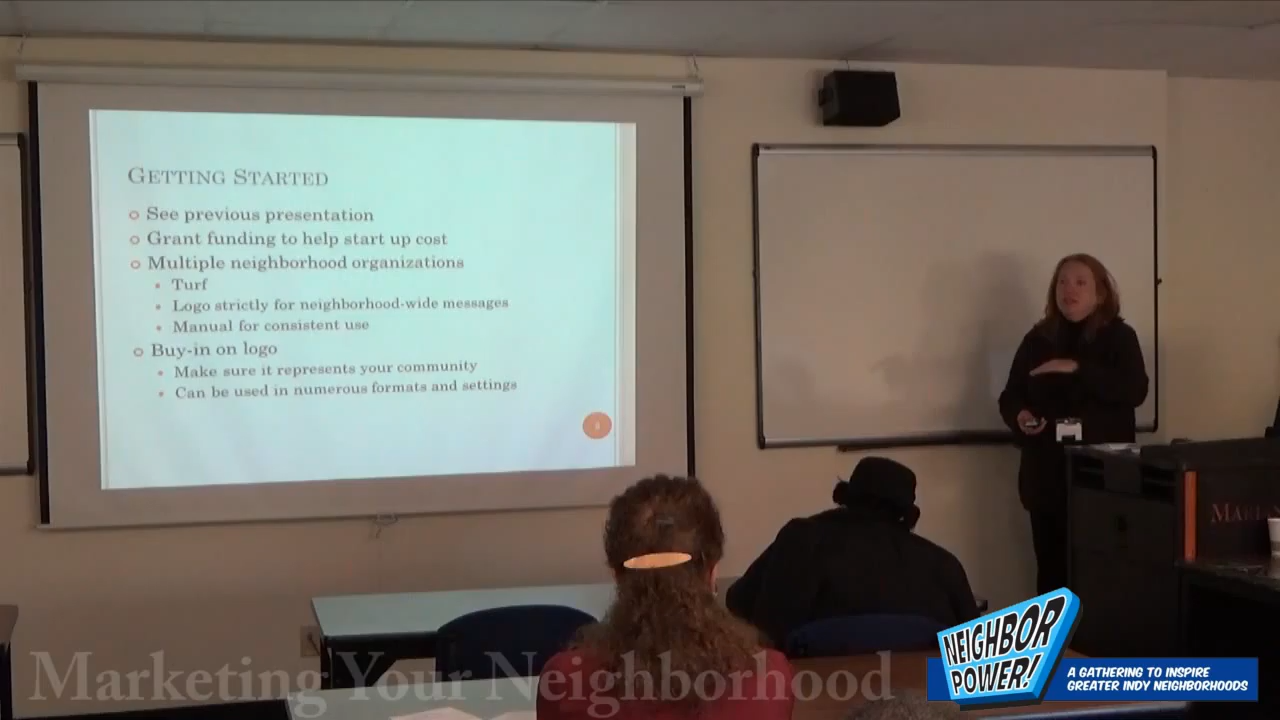 GETTING STARTED
See previous presentation
Grant funding to help start up cost
Multiple neighborhood organizations
Turf
Logo strictly for neighborhood-wide messages
Manual for consistent use
Buy-in on logo
Make sure it represents your community
Can be used in numerous formats and settings
Marketing Your Neighborhood
NEIGHBOR
POWER!
A GATHERING TO INSPIRE
GREATER INDY NEIGHBORHOODS